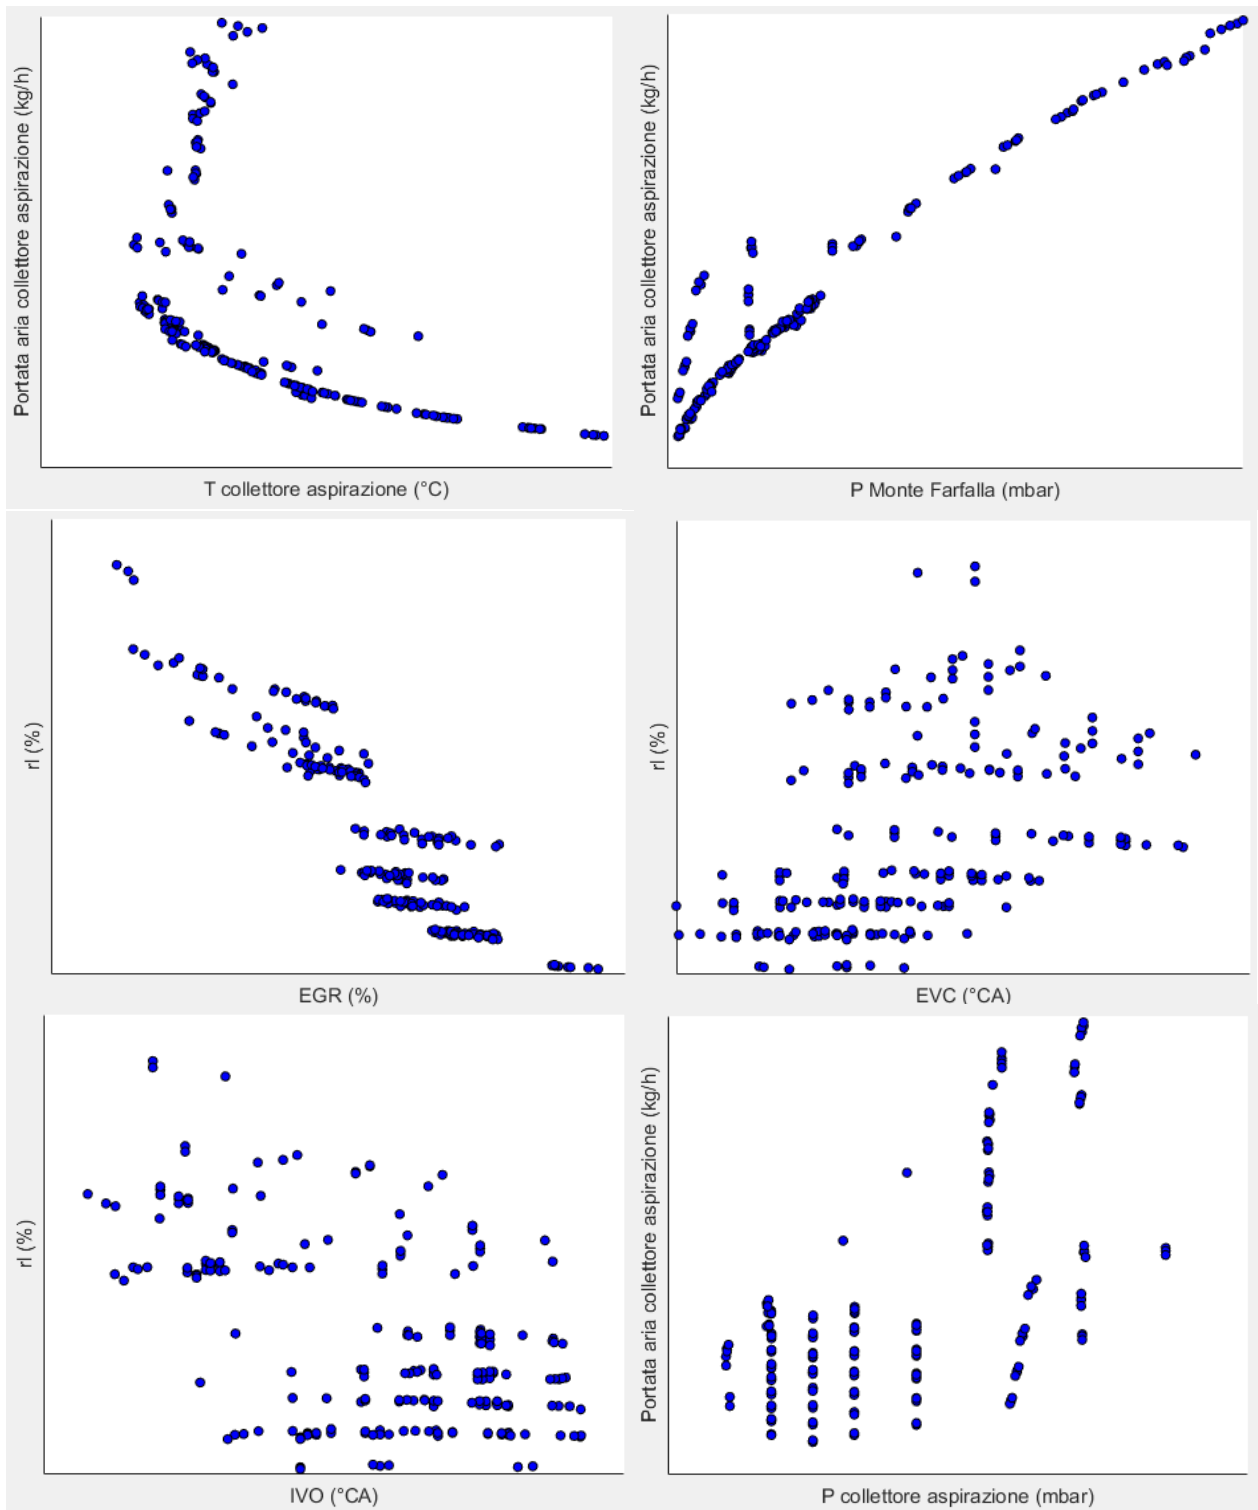 Portata aria collettore aspirazione (kg/h)
T collettore aspirazione (°C)
Portata aria collettore aspirazione (kg/h)
P Monte Farfalla (mbar)
rl (%)
EGR (%)
rl (%)
EVC (°CA)
rl (%)
IVO (°CA)
Portata aria collettore aspirazione (kg/h)
P collettore aspirazione (mbar)